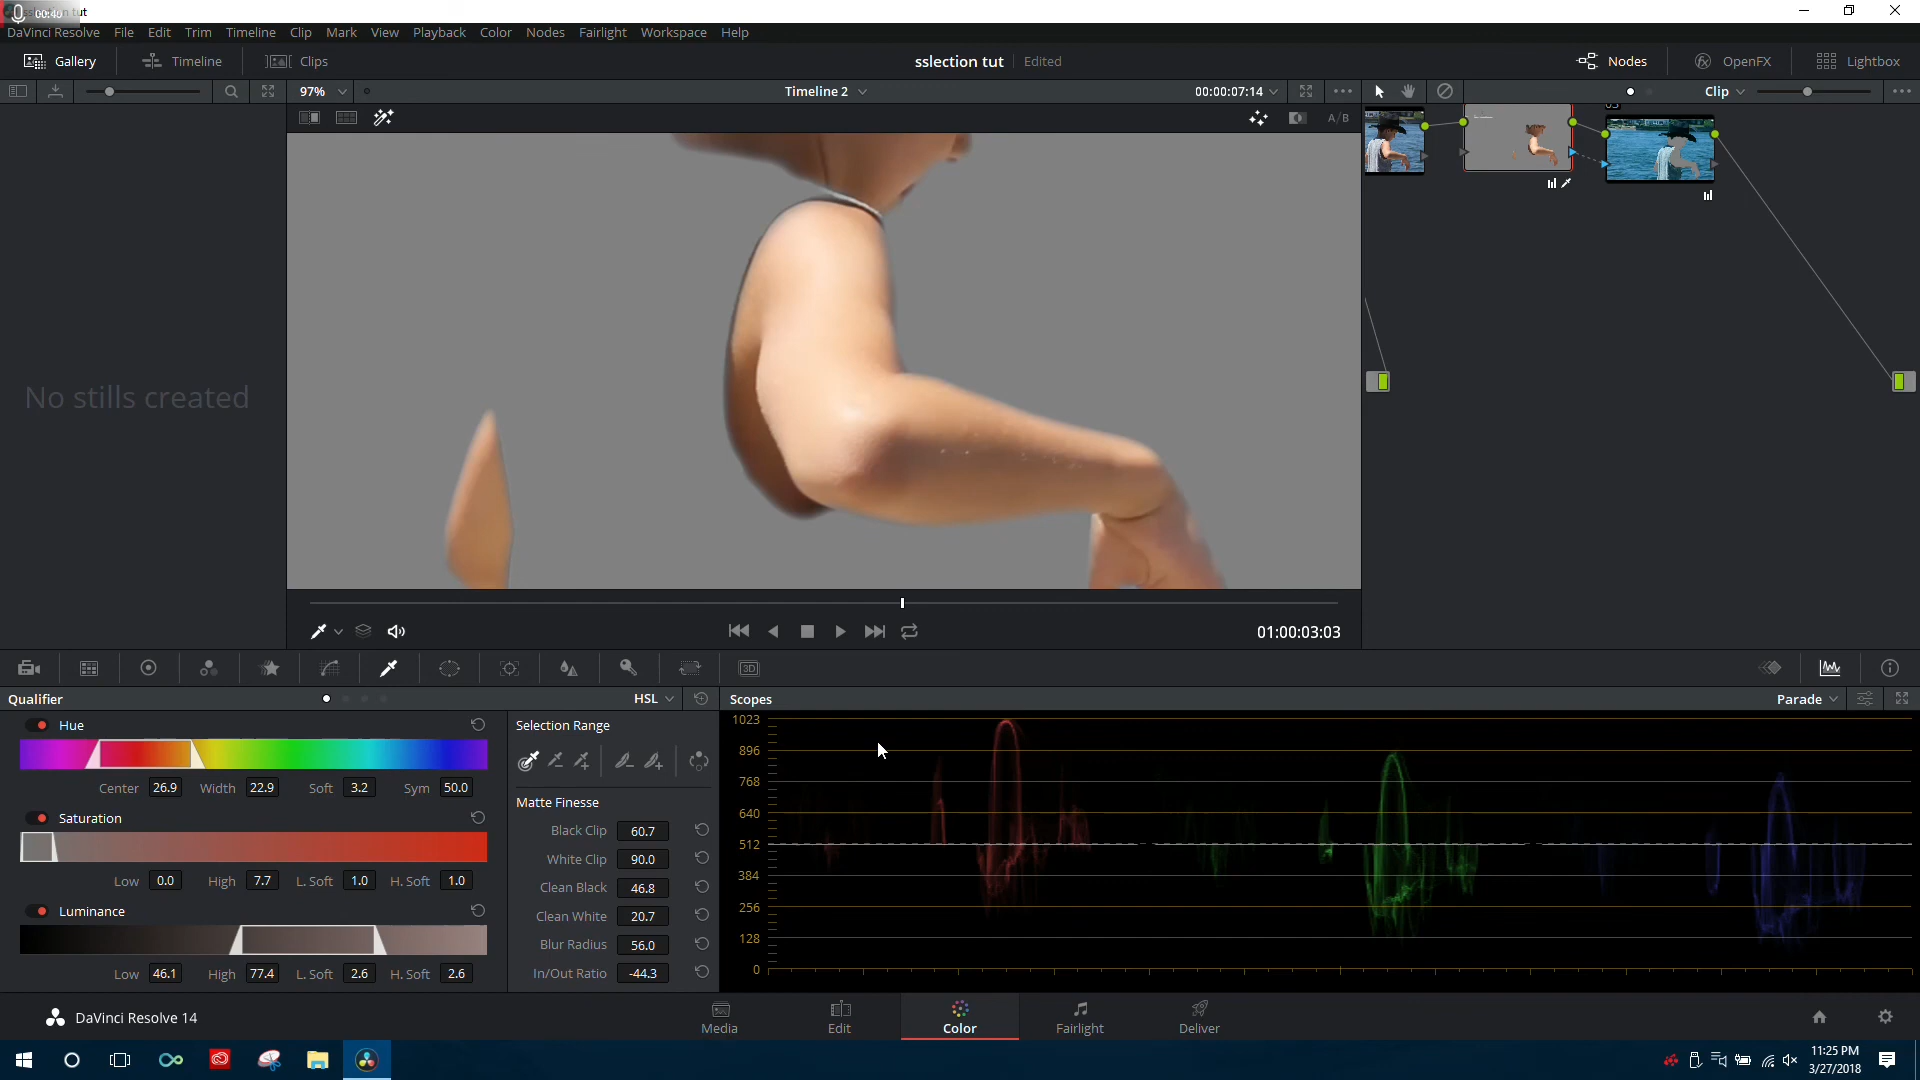 00:40 tut
DaVinci Resolve File Edit Trim Timeline Clip Mark View Playback Color Nodes Fairlight Workspace Help
Gallery Timeline Clips sslection tut Edited Nodes OpenFX Lightbox
97% Timeline 2 00:00:07:14 Clip
A/B
No stills created
01:00:03:03
3D
Qualifier HSL Scopes Parade
Hue
Center 26.9 Width 22.9 Soft 3.2 Sym 50.0
Saturation
Low 0.0 High 7.7 L. Soft 1.0 H. Soft 1.0
Luminance
Low 46.1 High 77.4 L. Soft 2.6 H. Soft 2.6
Selection Range
Matte Finesse
Black Clip 60.7
White Clip 90.0
Clean Black 46.8
Clean White 20.7
Blur Radius 56.0
In/Out Ratio -44.3
1023
896
768
640
512
384
256
128
0
DaVinci Resolve 14 Media Edit Color Fairlight Deliver
11:25 PM
3/27/2018